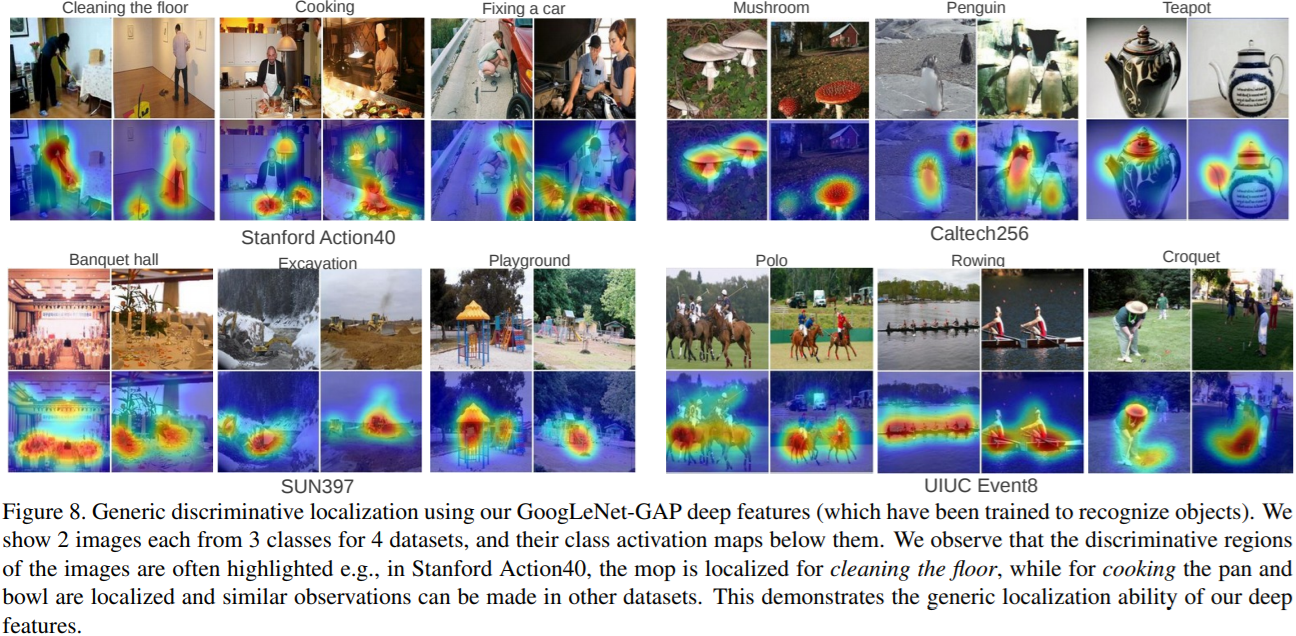 Cleaning the floor
Cooking
Fixing a car
Mushroom
Penguin
Teapot
Stanford Action40
Caltech256
Banquet hall
Excavation
Playground
Polo
Rowing
Croquet
SUN397
UIUC Event8
Figure 8. Generic discriminative localization using our GoogLeNet-GAP deep features (which have been trained to recognize objects). We
show 2 images each from 3 classes for 4 datasets, and their class activation maps below them. We observe that the discriminative regions
of the images are often highlighted e.g., in Stanford Action40, the mop is localized for cleaning the floor, while for cooking the pan and
bowl are localized and similar observations can be made in other datasets. This demonstrates the generic localization ability of our deep
features.